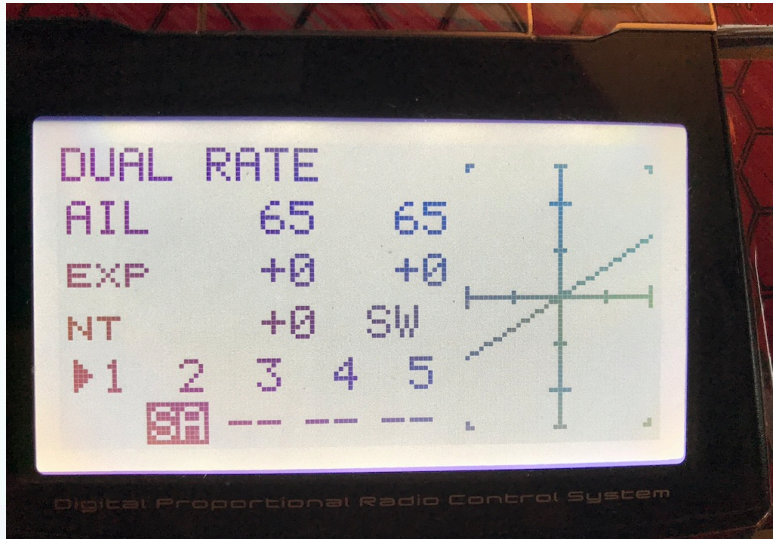 DUAL RATE
AIL 65 65
EXP +0 +0
NT +0 SW
▶1 2 3 4 5
SA -- -- --
Digital Proportional Radio Control System